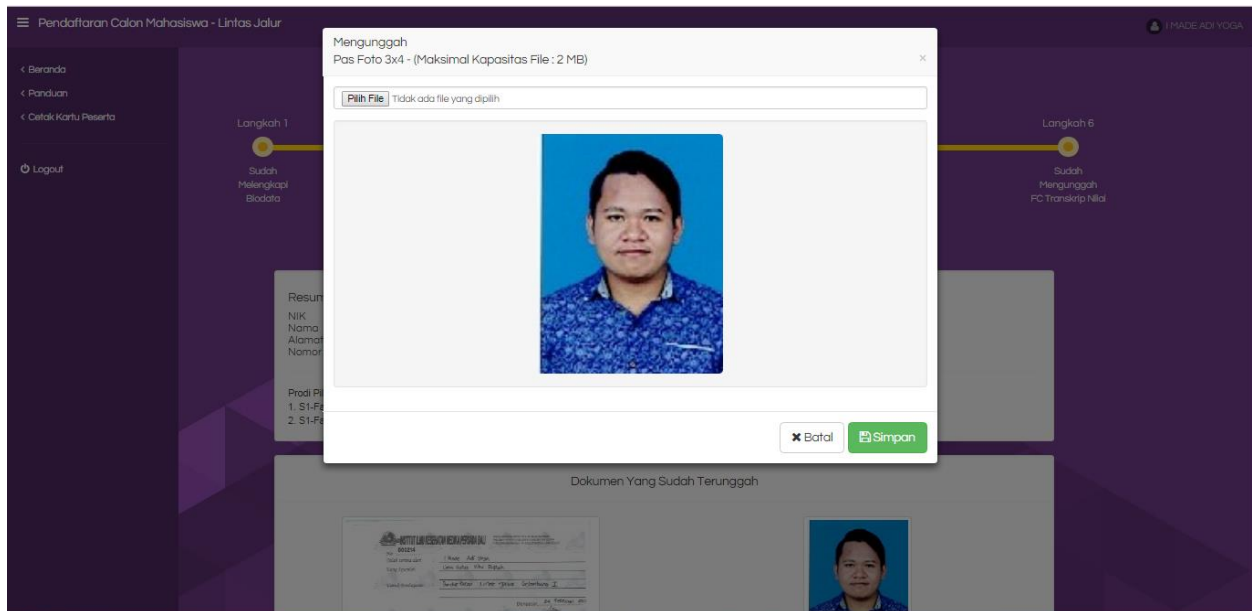 Pendaftaran Calon Mahasiswa - Lintas Jalur
I MADE ADI YOGA
< Beranda
< Panduan
< Cetak Kartu Peserta
Logout
Langkah 1
Sudah
Melengkapi
Biodata
Mengunggah
Pas Foto 3x4 - (Maksimal Kapasitas File : 2 MB)
×
Pilih File Tidak ada file yang dipilih
Batal
Simpan
Langkah 6
Sudah
Mengunggah
FC Transkrip Nilai
Resum
NIK
Nama
Alamat
Nomor
Prodi Pil
1. S1-Fa
2. S1-Fa
Dokumen Yang Sudah Terunggah